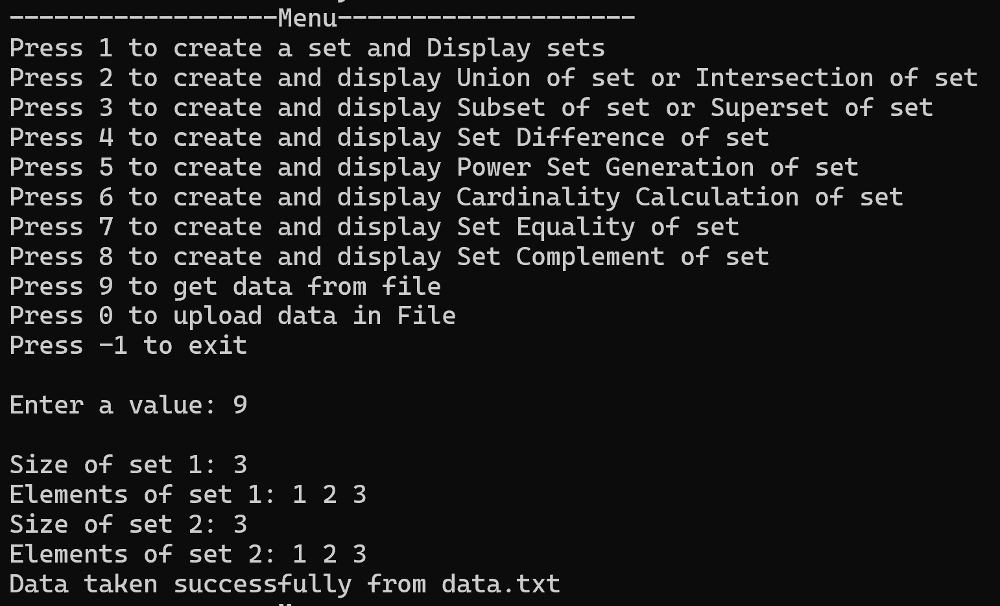 ------------------Menu--------------------
Press 1 to create a set and Display sets
Press 2 to create and display Union of set or Intersection of set
Press 3 to create and display Subset of set or Superset of set
Press 4 to create and display Set Difference of set
Press 5 to create and display Power Set Generation of set
Press 6 to create and display Cardinality Calculation of set
Press 7 to create and display Set Equality of set
Press 8 to create and display Set Complement of set
Press 9 to get data from file
Press 0 to upload data in File
Press -1 to exit
Enter a value: 9
Size of set 1: 3
Elements of set 1: 1 2 3
Size of set 2: 3
Elements of set 2: 1 2 3
Data taken successfully from data.txt